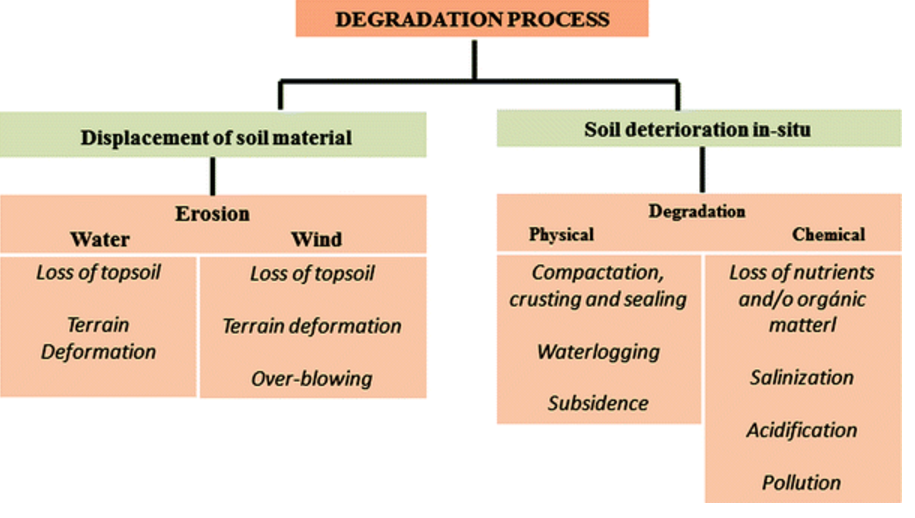 DEGRADATION PROCESS
Displacement of soil material
Erosion
Water Wind
Loss of topsoil
Terrain
Deformation
Loss of topsoil
Terrain deformation
Over-blowing
Soil deterioration in-situ
Degradation
Physical Chemical
Compactation,
crusting and sealing
Waterlogging
Subsidence
Loss of nutrients
and/o orgánic
matterl
Salinization
Acidification
Pollution